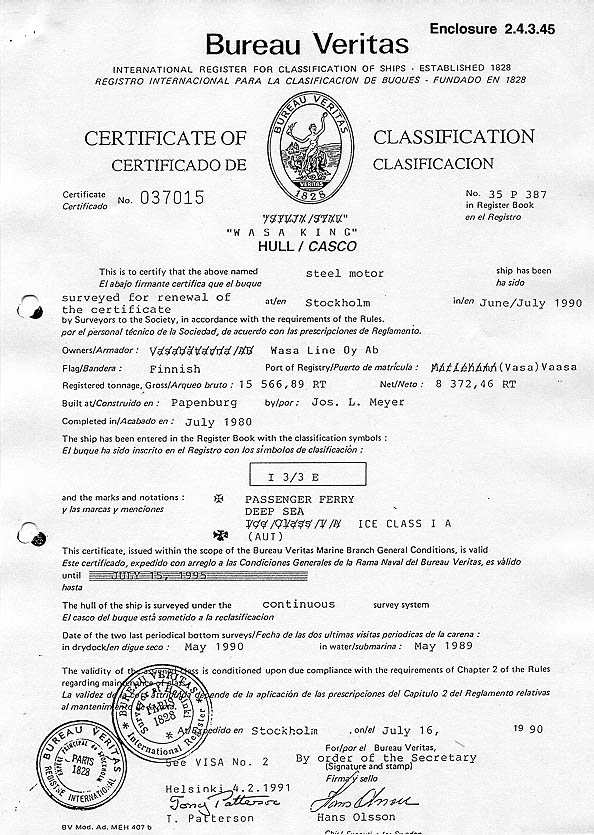 Enclosure 2.4.3.45
Bureau Veritas
INTERNATIONAL REGISTER FOR CLASSIFICATION OF SHIPS - ESTABLISHED 1828
REGISTRO INTERNACIONAL PARA LA CLASIFICACION DE BUQUES - FUNDADO EN 1828
BUREAU VERITAS
VERITAS
1828
CERTIFICATE OF CLASSIFICATION
CERTIFICADO DE CLASIFICACION
Certificate No. 037015 No. 35 P 387
Certificado in Register Book
en el Registro
"WASA KING"
HULL / CASCO
This is to certify that the above named steel motor ship has been
El abajo firmante certifica que el buque ha sido
surveyed for renewal of
the certificate at/en Stockholm in/en June/July 1990
by Surveyors to the Society, in accordance with the requirements of the Rules.
por el personal técnico de la Sociedad, de acuerdo con las prescripciones de Reglamento.
Owners/Armador : Wasa Line Oy Ab
Flag/Bandera : Finnish Port of Registry/Puerto de matrícula : (Vasa)Vaasa
Registered tonnage, Gross/Arqueo bruto : 15 566,89 RT Net/Neto : 8 372,46 RT
Built at/Construido en : Papenburg by/por : Jos. L. Meyer
Completed in/Acabado en : July 1980
The ship has been entered in the Register Book with the classification symbols :
El buque ha sido inscrito en el Registro con los símbolos de clasificación :
I 3/3 E
and the marks and notations : PASSENGER FERRY
y las marcas y menciones DEEP SEA
ICE CLASS I A
(AUT)
This certificate, issued within the scope of the Bureau Veritas Marine Branch General Conditions, is valid
Este certificado, expedido con arreglo a las Condiciones Generales de la Rama Naval del Bureau Veritas, es válido
until JULY 15, 1995
hasta
The hull of the ship is surveyed under the continuous survey system
El casco del buque está sometido a la reclasificación
Date of the two last periodical bottom surveys/Fecha de las dos ultimas visitas periodicas de la carena :
in drydock/en digue seco : May 1990 in water/submarina : May 1989
The validity of the class is conditioned upon due compliance with the requirements of Chapter 2 of the Rules
regarding
La validez de la depende de la aplicación de las prescripciones del Capitulo 2 del Reglamento relativas
al mantenimiento
BUREAU VERITAS
PARIS
1828
International Register
Expedido en Stockholm ,on/el July 16, 1990
For/por el Bureau Veritas,
See VISA No. 2 By order of the Secretary
(Signature and stamp)
Firma y sello
BUREAU VERITAS
PARIS
1828
REGISTRE INTERNATIONAL
Helsinki 4.2.1991
Tony Patterson Hans Olsson
T. Patterson Hans Olsson
BV Mod. Ad. MEH 407 b